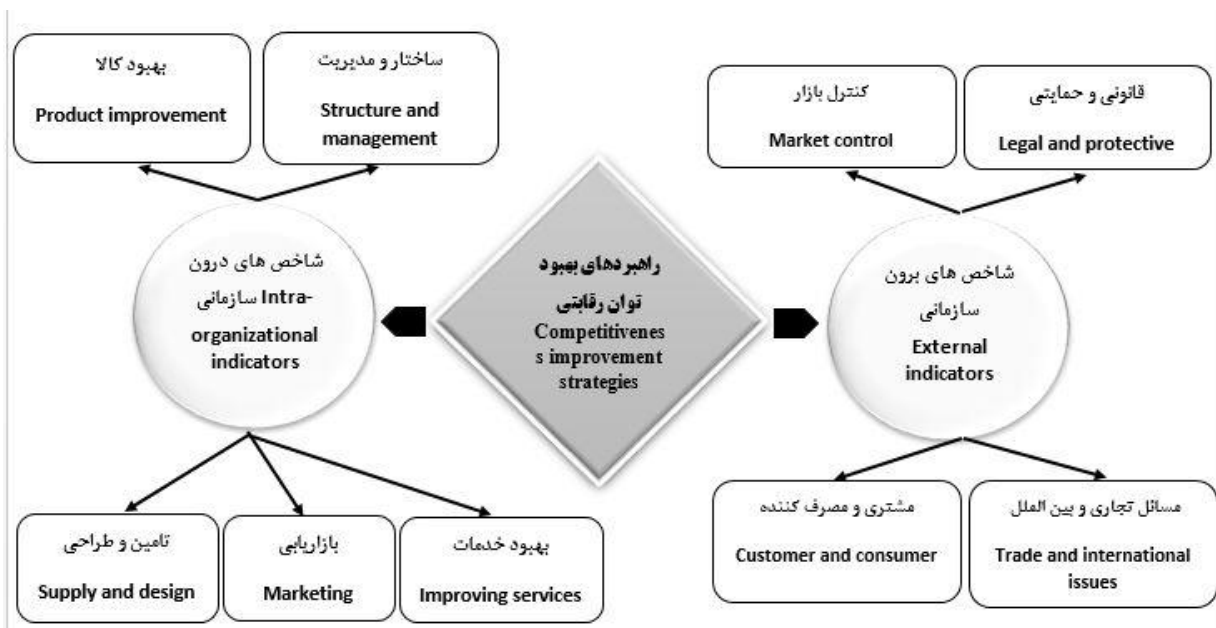 بهبود کالا
Product improvement
ساختار و مدیریت
Structure and
management
کنترل بازار
Market control
قانونی و حمایتی
Legal and protective
شاخص های درون
سازمانی Intra-
organizational
indicators
راهبردهای بهبود
توان رقابتی
Competitivenes
s improvement
strategies
شاخص های برون
سازمانی
External
indicators
تامین و طراحی
Supply and design
بازاریابی
Marketing
بهبود خدمات
Improving services
مشتری و مصرف کننده
Customer and consumer
مسائل تجاری و بین الملل
Trade and international
issues